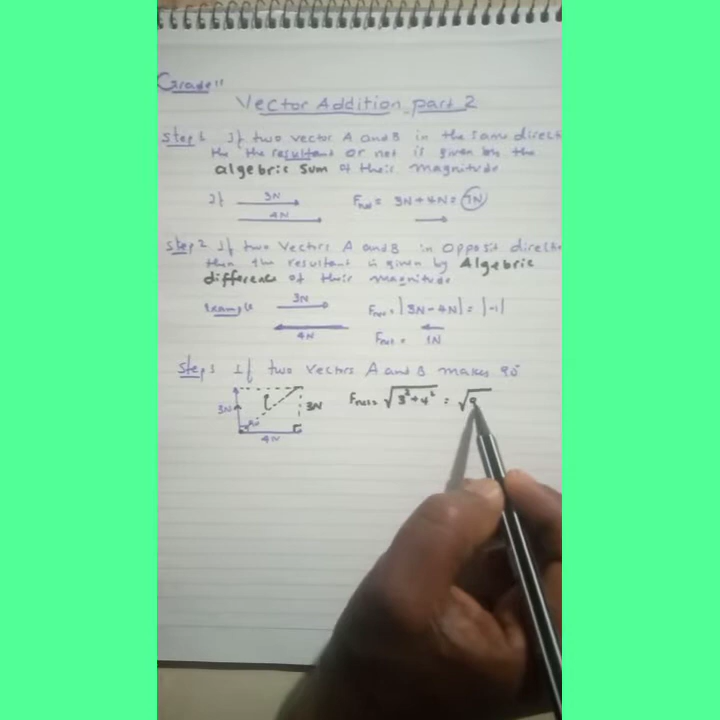 Grade 11
Vector Addition part 2
Step 1 If two vector A and B in the same direct
the the resultant or net is given by the
algebric sum of their magnitude
3N
Fnet = 3N + 4N = 7N
4N
Step 2 If two vectors A and B in opposit directi
then the resultant is given by Algebric
difference of their magnitude
Example 3N Fnet = |3N - 4N| = |-1|
4N
Fnet = 1N
Step 3 If two vectors A and B makes 90°
3N 3N Fnet = √3² + 4² = √9
4N